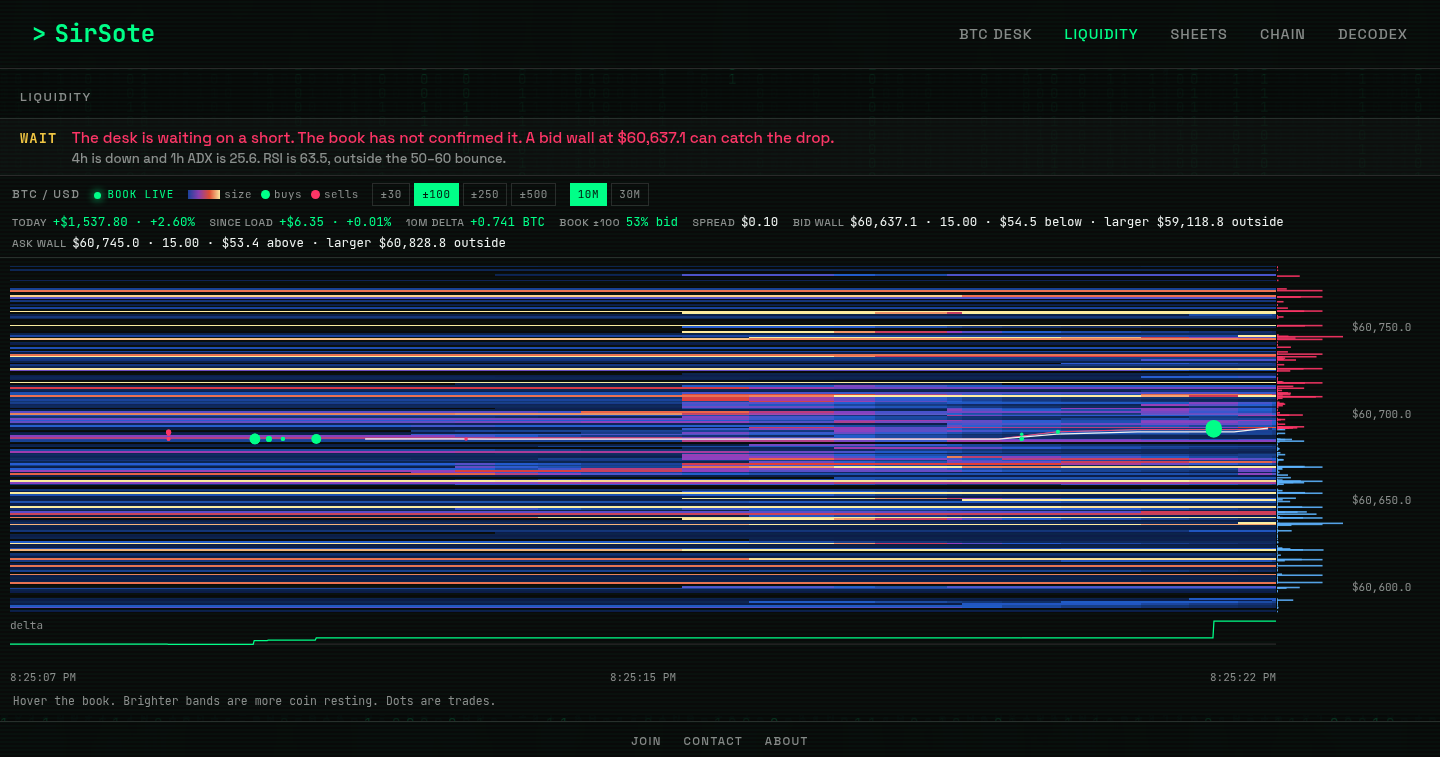 > SirSote
BTC DESK LIQUIDITY SHEETS CHAIN DECODEX
LIQUIDITY
WAIT The desk is waiting on a short. The book has not confirmed it. A bid wall at $60,637.1 can catch the drop.
4h is down and 1h ADX is 25.6. RSI is 63.5, outside the 50–60 bounce.
BTC / USD BOOK LIVE size buys sells ±30 ±100 ±250 ±500 10M 30M
TODAY +$1,537.80 · +2.60% SINCE LOAD +$6.35 · +0.01% 10M DELTA +0.741 BTC BOOK ±100 53% bid SPREAD $0.10 BID WALL $60,637.1 · 15.00 · $54.5 below · larger $59,118.8 outside
ASK WALL $60,745.0 · 15.00 · $53.4 above · larger $60,828.8 outside
$60,750.0
$60,700.0
$60,650.0
$60,600.0
delta
8:25:07 PM 8:25:15 PM 8:25:22 PM
Hover the book. Brighter bands are more coin resting. Dots are trades.
JOIN CONTACT ABOUT